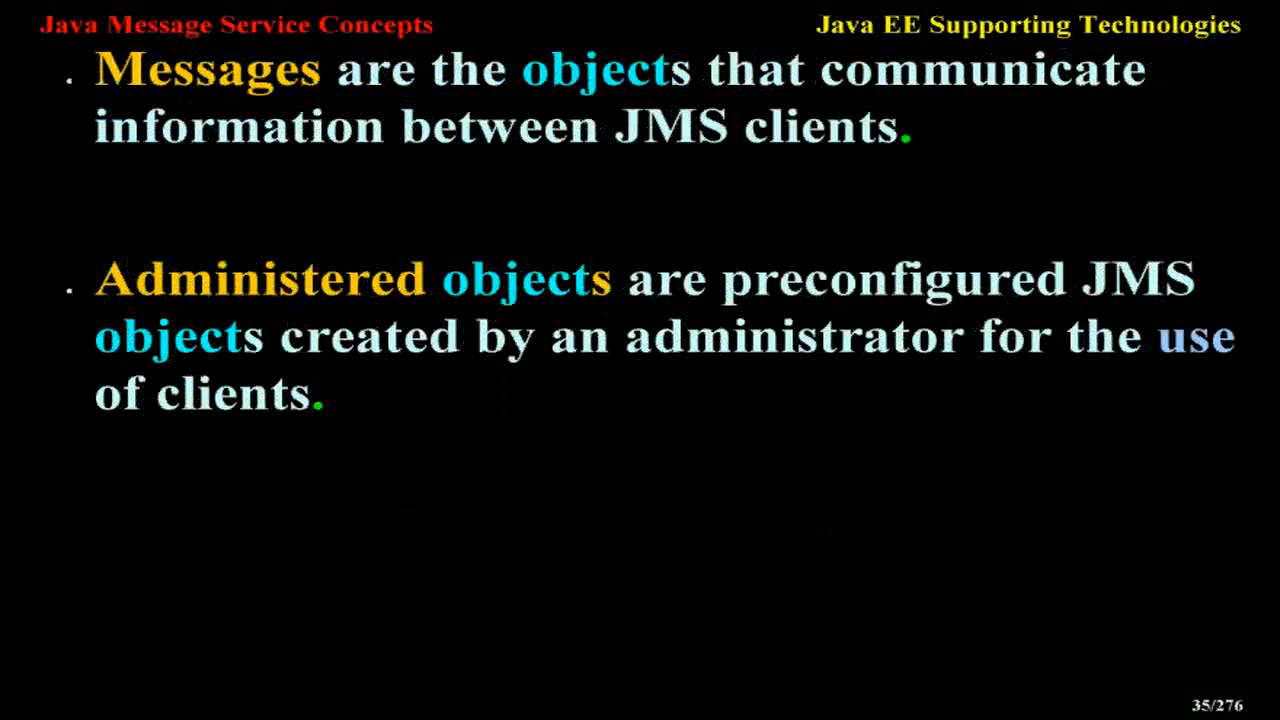 Java Message Service Concepts
Java EE Supporting Technologies
. Messages are the objects that communicate
information between JMS clients.
. Administered objects are preconfigured JMS
objects created by an administrator for the use
of clients.
35/276